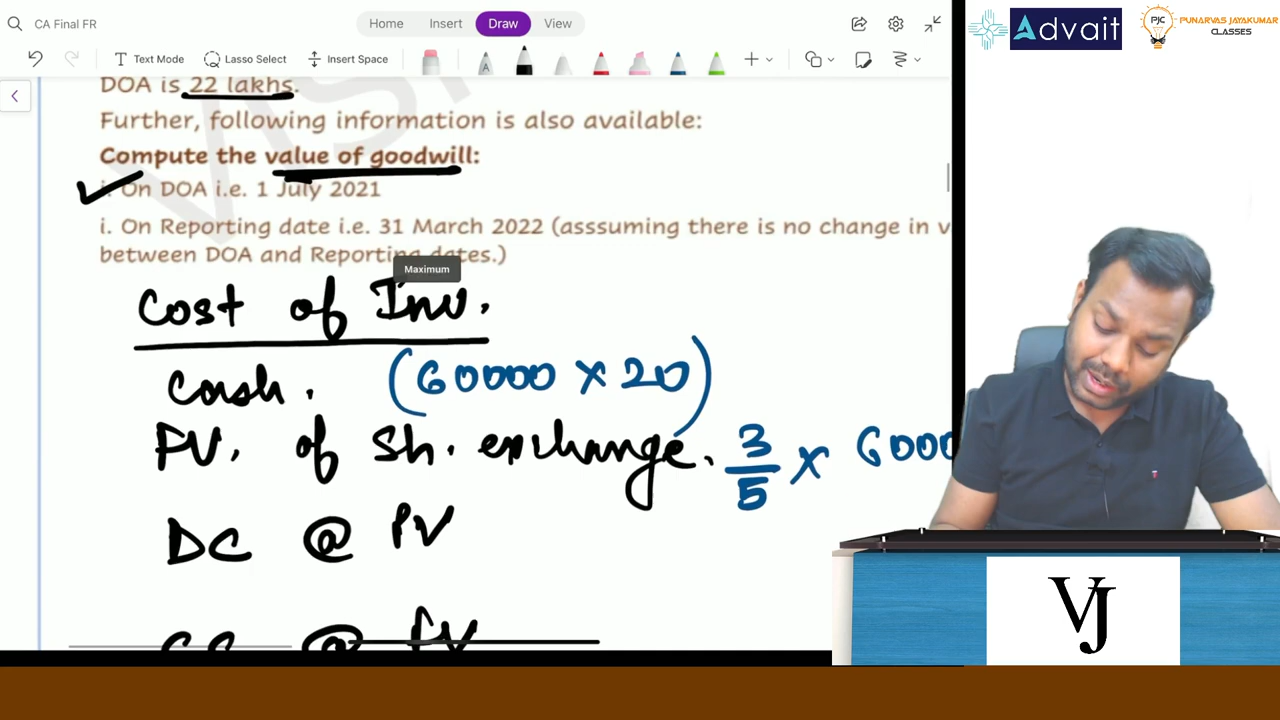 CA Final FR
Home Insert Draw View
Text Mode Lasso Select Insert Space
Advait
PJC PUNARVAS JAYAKUMAR CLASSES
DOA is 22 lakhs.
Further, following information is also available:
Compute the value of goodwill:
i. On DOA i.e. 1 July 2021
i. On Reporting date i.e. 31 March 2022 (asssuming there is no change in v
between DOA and Reporting dates.)
Maximum
Cost of Inv.
Cash. (60000 × 20)
FV. of Sh. exchange. 3/5 × 6000
DC @ PV
CC @ FV
VJ